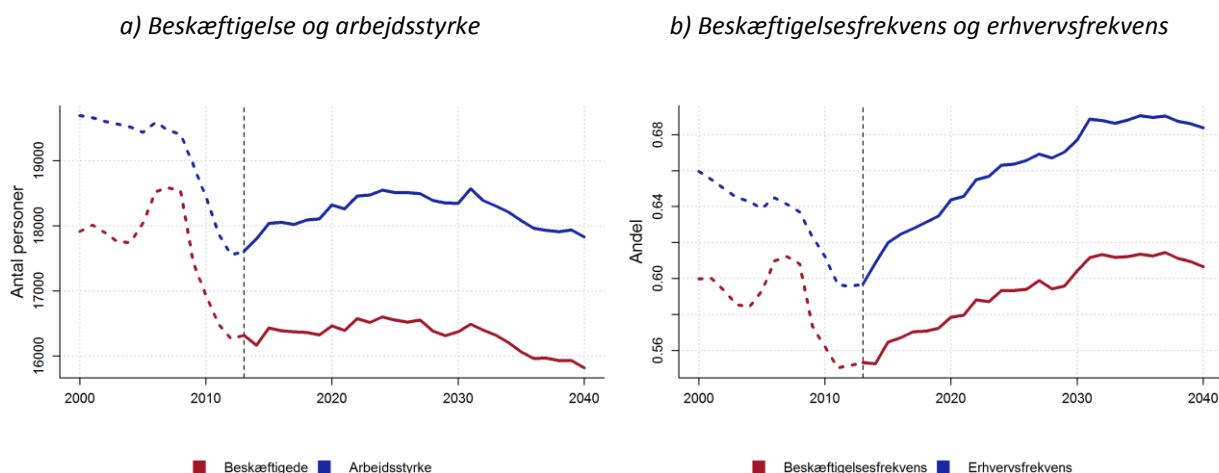 a) Beskæftigelse og arbejdsstyrke
Antal personer
19000
18000
17000
16000
2000 2010 2020 2030 2040
Beskæftigede Arbejdsstyrke
b) Beskæftigelsesfrekvens og erhvervsfrekvens
Andel
0.68
0.64
0.60
0.56
2000 2010 2020 2030 2040
Beskæftigelsesfrekvens Erhvervsfrekvens